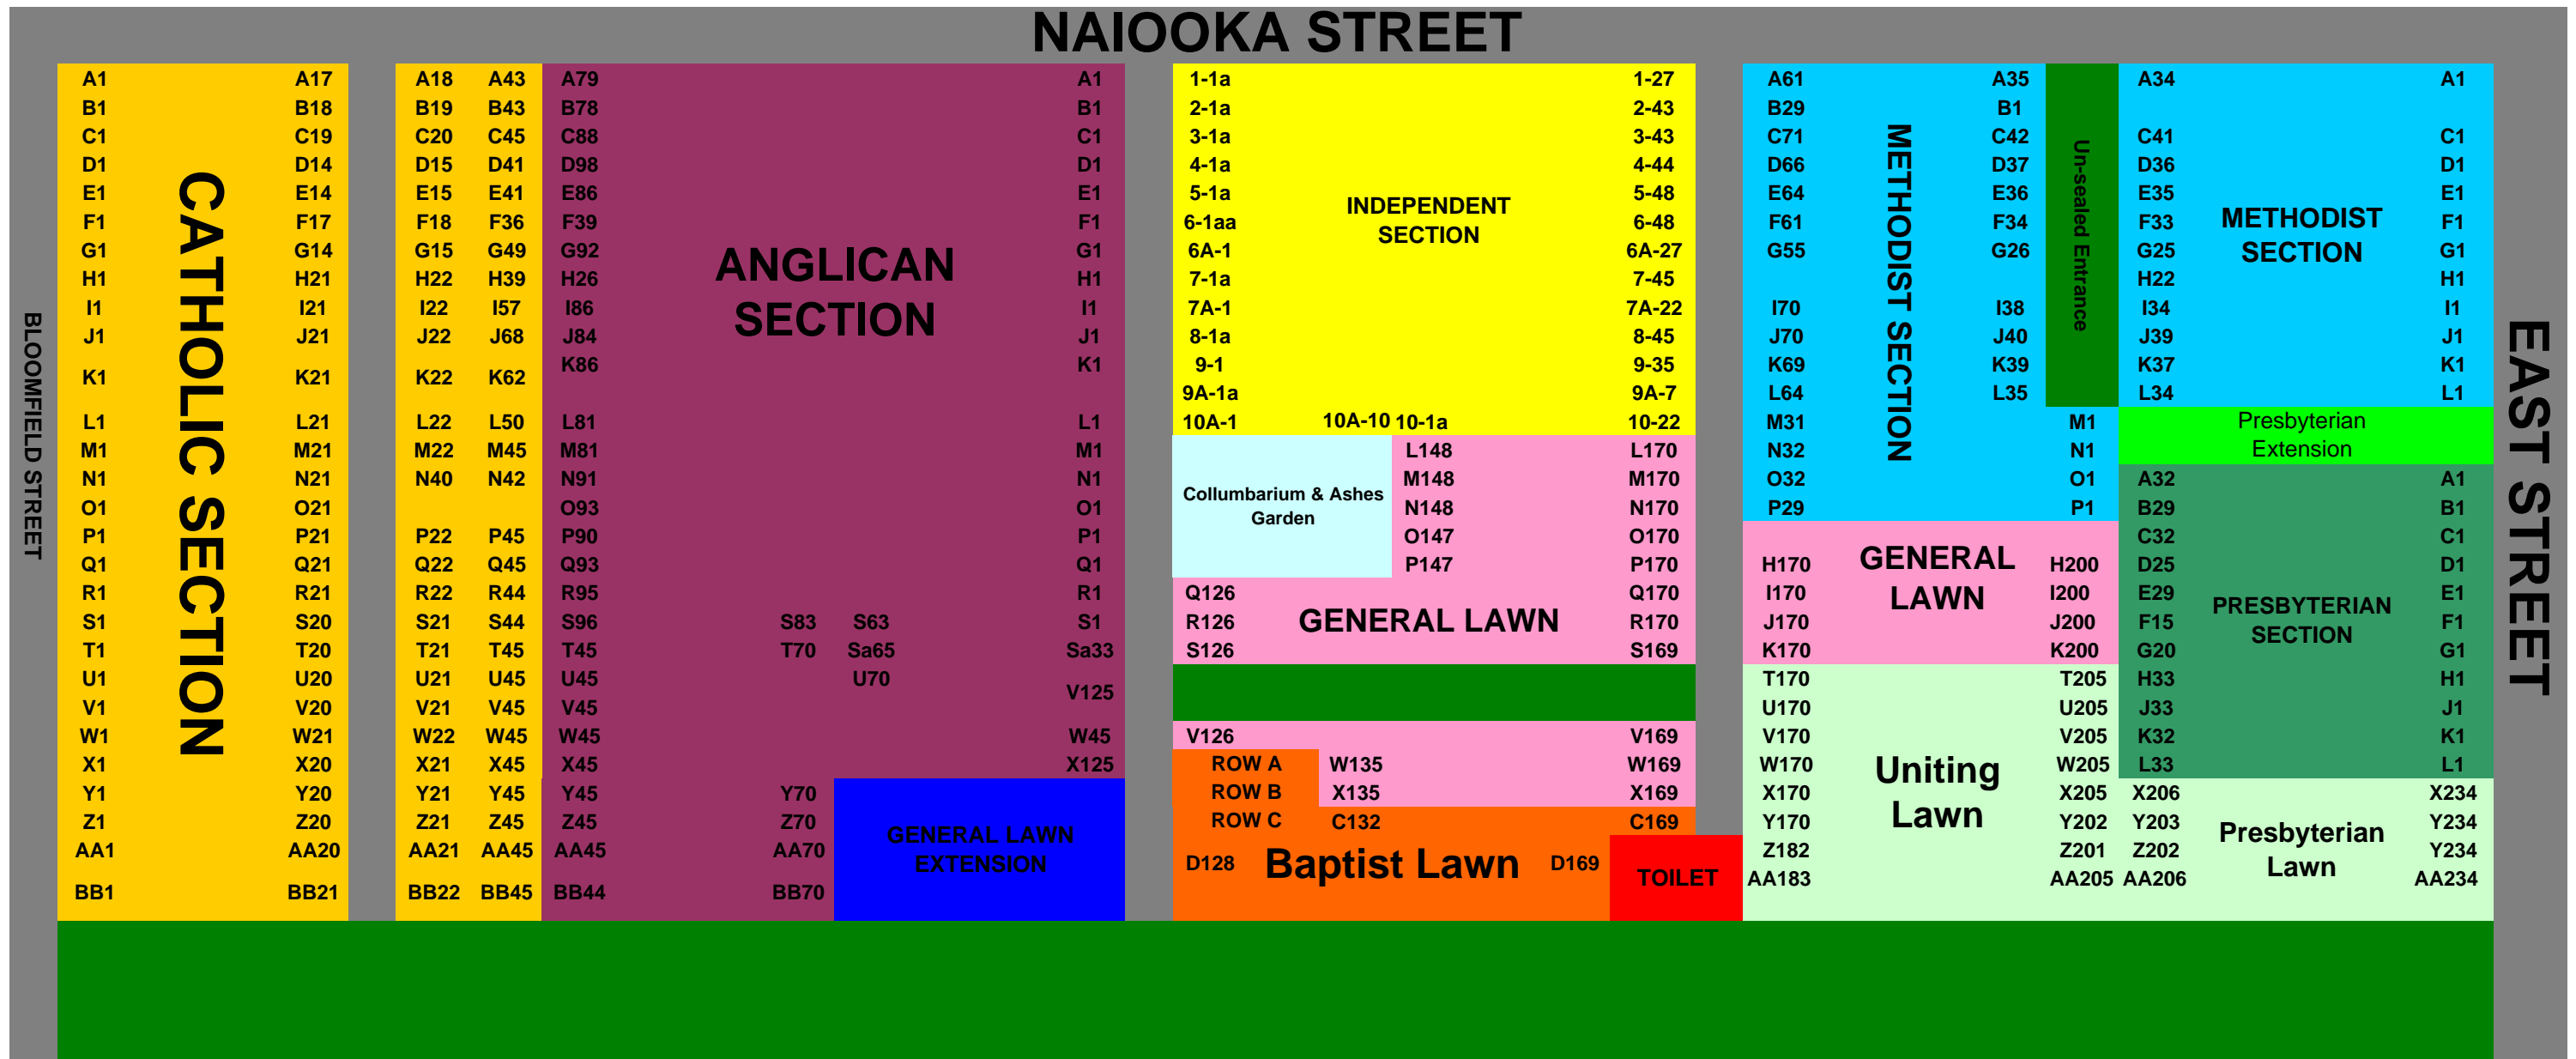 NAIOOKA STREET
A1 A17 A18 A43 A79 A1 1-1a 1-27 A61 A35 A34 A1
B1 B18 B19 B43 B78 B1 2-1a 2-43 B29 B1
C1 C19 C20 C45 C88 C1 3-1a 3-43 C71 C42 C41 C1
D1 D14 D15 D41 D98 D1 4-1a 4-44 D66 D37 D36 D1
E1 E14 E15 E41 E86 E1 5-1a 5-48 E64 E36 E35 E1
F1 F17 F18 F36 F39 F1 6-1aa 6-48 F61 F34 F33 F1
G1 G14 G15 G49 G92 G1 6A-1 6A-27 G55 G26 G25 G1
H1 H21 H22 H39 H26 H1 7-1a 7-45 H22 H1
I1 I21 I22 I57 I86 I1 7A-1 7A-22 I70 I38 I34 I1
J1 J21 J22 J68 J84 J1 8-1a 8-45 J70 J40 J39 J1
K86 K1 9-1 9-35 K69 K39 K37 K1
K1 K21 K22 K62
9A-1a 9A-7 L64 L35 L34 L1
L1 L21 L22 L50 L81 L1 10A-1 10A-10 10-1a 10-22 M31 M1
M1 M21 M22 M45 M81 M1 L148 L170 N32 N1
N1 N21 N40 N42 N91 N1 M148 M170 O32 O1 A32 A1
O1 O21 O93 O1 N148 N170 P29 P1 B29 B1
P1 P21 P22 P45 P90 P1 O147 O170 C32 C1
Q1 Q21 Q22 Q45 Q93 Q1 P147 P170 H170 H200 D25 D1
R1 R21 R22 R44 R95 R1 Q126 Q170 I170 I200 E29 E1
S1 S20 S21 S44 S96 S83 S63 S1 R126 R170 J170 J200 F15 F1
T1 T20 T21 T45 T45 T70 Sa65 Sa33 S126 S169 K170 K200 G20 G1
U1 U20 U21 U45 U45 U70 T170 T205 H33 H1
V125
V1 V20 V21 V45 V45 U170 U205 J33 J1
W1 W21 W22 W45 W45 W45 V126 V169 V170 V205 K32 K1
X1 X20 X21 X45 X45 X125 ROW A W135 W169 W170 W205 L33 L1
Y1 Y20 Y21 Y45 Y45 Y70 ROW B X135 X169 X170 X205 X206 X234
Z1 Z20 Z21 Z45 Z45 Z70 ROW C C132 C169 Y170 Y202 Y203 Y234
AA1 AA20 AA21 AA45 AA45 AA70 Z182 Z201 Z202 Y234
D128 D169
AA183 AA205 AA206 AA234
BB1 BB21 BB22 BB45 BB44 BB70
BLOOMFIELD STREET
CATHOLIC SECTION
ANGLICAN
SECTION
INDEPENDENT
SECTION
METHODIST SECTION
Un-sealed Entrance
METHODIST
SECTION
EAST STREET
Presbyterian
Extension
Collumbarium & Ashes
Garden
GENERAL LAWN
GENERAL
LAWN
PRESBYTERIAN
SECTION
Uniting
Lawn
Presbyterian
Lawn
GENERAL LAWN
EXTENSION
Baptist Lawn
TOILET